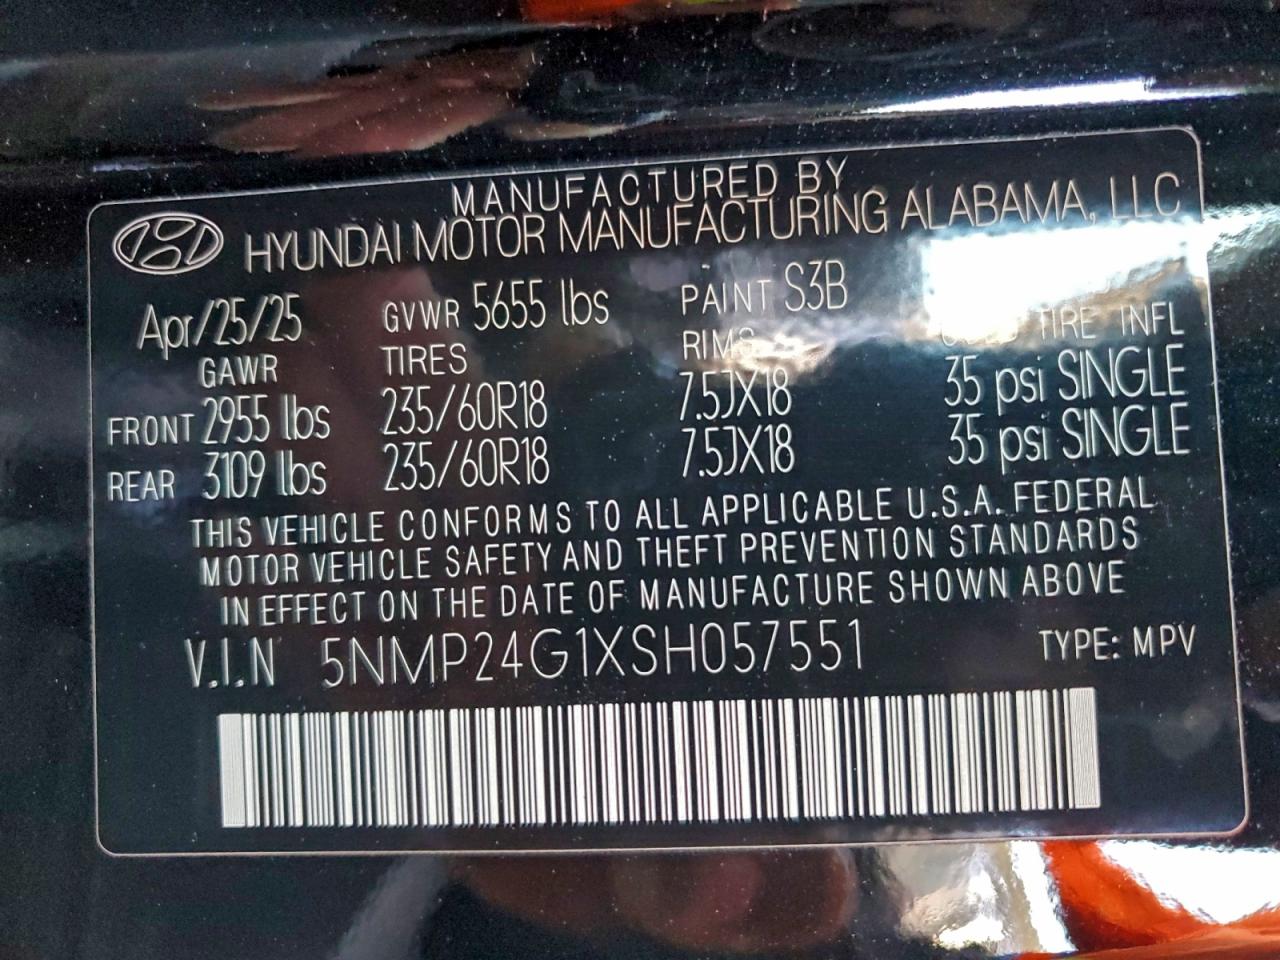 MANUFACTURED BY
HYUNDAI MOTOR MANUFACTURING ALABAMA, LLC
Apr/25/25 GVWR 5655 lbs PAINT S3B
GAWR TIRES RIMS COLD TIRE INFL
FRONT 2955 lbs 235/60R18 7.5JX18 35 psi SINGLE
REAR 3109 lbs 235/60R18 7.5JX18 35 psi SINGLE
THIS VEHICLE CONFORMS TO ALL APPLICABLE U.S.A. FEDERAL
MOTOR VEHICLE SAFETY AND THEFT PREVENTION STANDARDS
IN EFFECT ON THE DATE OF MANUFACTURE SHOWN ABOVE
V.I.N 5NMP24G1XSH057551 TYPE: MPV